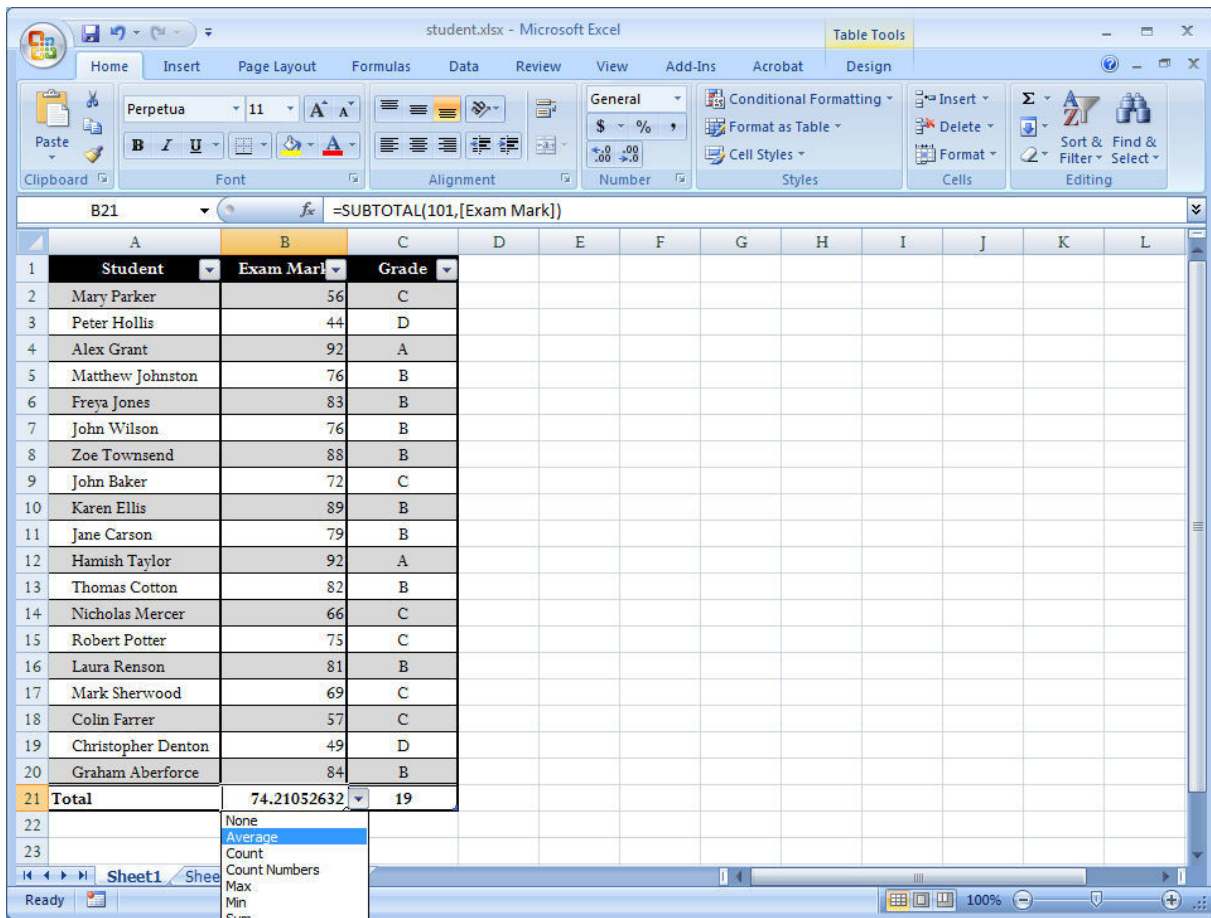 student.xlsx - Microsoft Excel
Table Tools
Home Insert Page Layout Formulas Data Review View Add-Ins Acrobat Design
Paste
Perpetua 11 A A
B I U A
General
$ % ,
.0 .00 .00 .0
Conditional Formatting
Format as Table
Cell Styles
Insert
Delete
Format
Σ
A Z
Sort & Filter
Find & Select
Clipboard Font Alignment Number Styles Cells Editing
B21 fx =SUBTOTAL(101,[Exam Mark])
A B C D E F G H I J K L
1 Student Exam Mark Grade
2 Mary Parker 56 C
3 Peter Hollis 44 D
4 Alex Grant 92 A
5 Matthew Johnston 76 B
6 Freya Jones 83 B
7 John Wilson 76 B
8 Zoe Townsend 88 B
9 John Baker 72 C
10 Karen Ellis 89 B
11 Jane Carson 79 B
12 Hamish Taylor 92 A
13 Thomas Cotton 82 B
14 Nicholas Mercer 66 C
15 Robert Potter 75 C
16 Laura Renson 81 B
17 Mark Sherwood 69 C
18 Colin Farrer 57 C
19 Christopher Denton 49 D
20 Graham Aberforce 84 B
21 Total 74.21052632 19
22
23
None
Average
Count
Count Numbers
Max
Min
Sum
Sheet1 Shee
Ready 100%